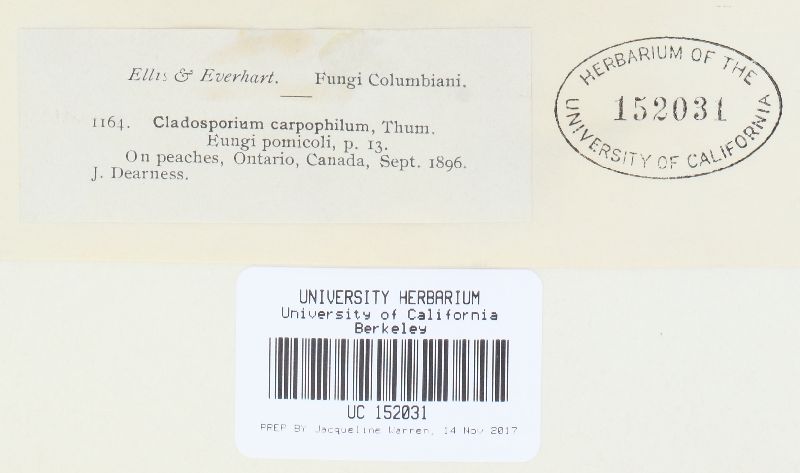 Ellis & Everhart. Fungi Columbiani.
1164. Cladosporium carpophilum, Thum.
Fungi pomicoli, p. 13.
On peaches, Ontario, Canada, Sept. 1896.
J. Dearness.
HERBARIUM OF THE
152031
UNIVERSITY OF CALIFORNIA
UNIVERSITY HERBARIUM
University of California
Berkeley
UC 152031
PREP BY Jacqueline Warren, 14 Nov 2017